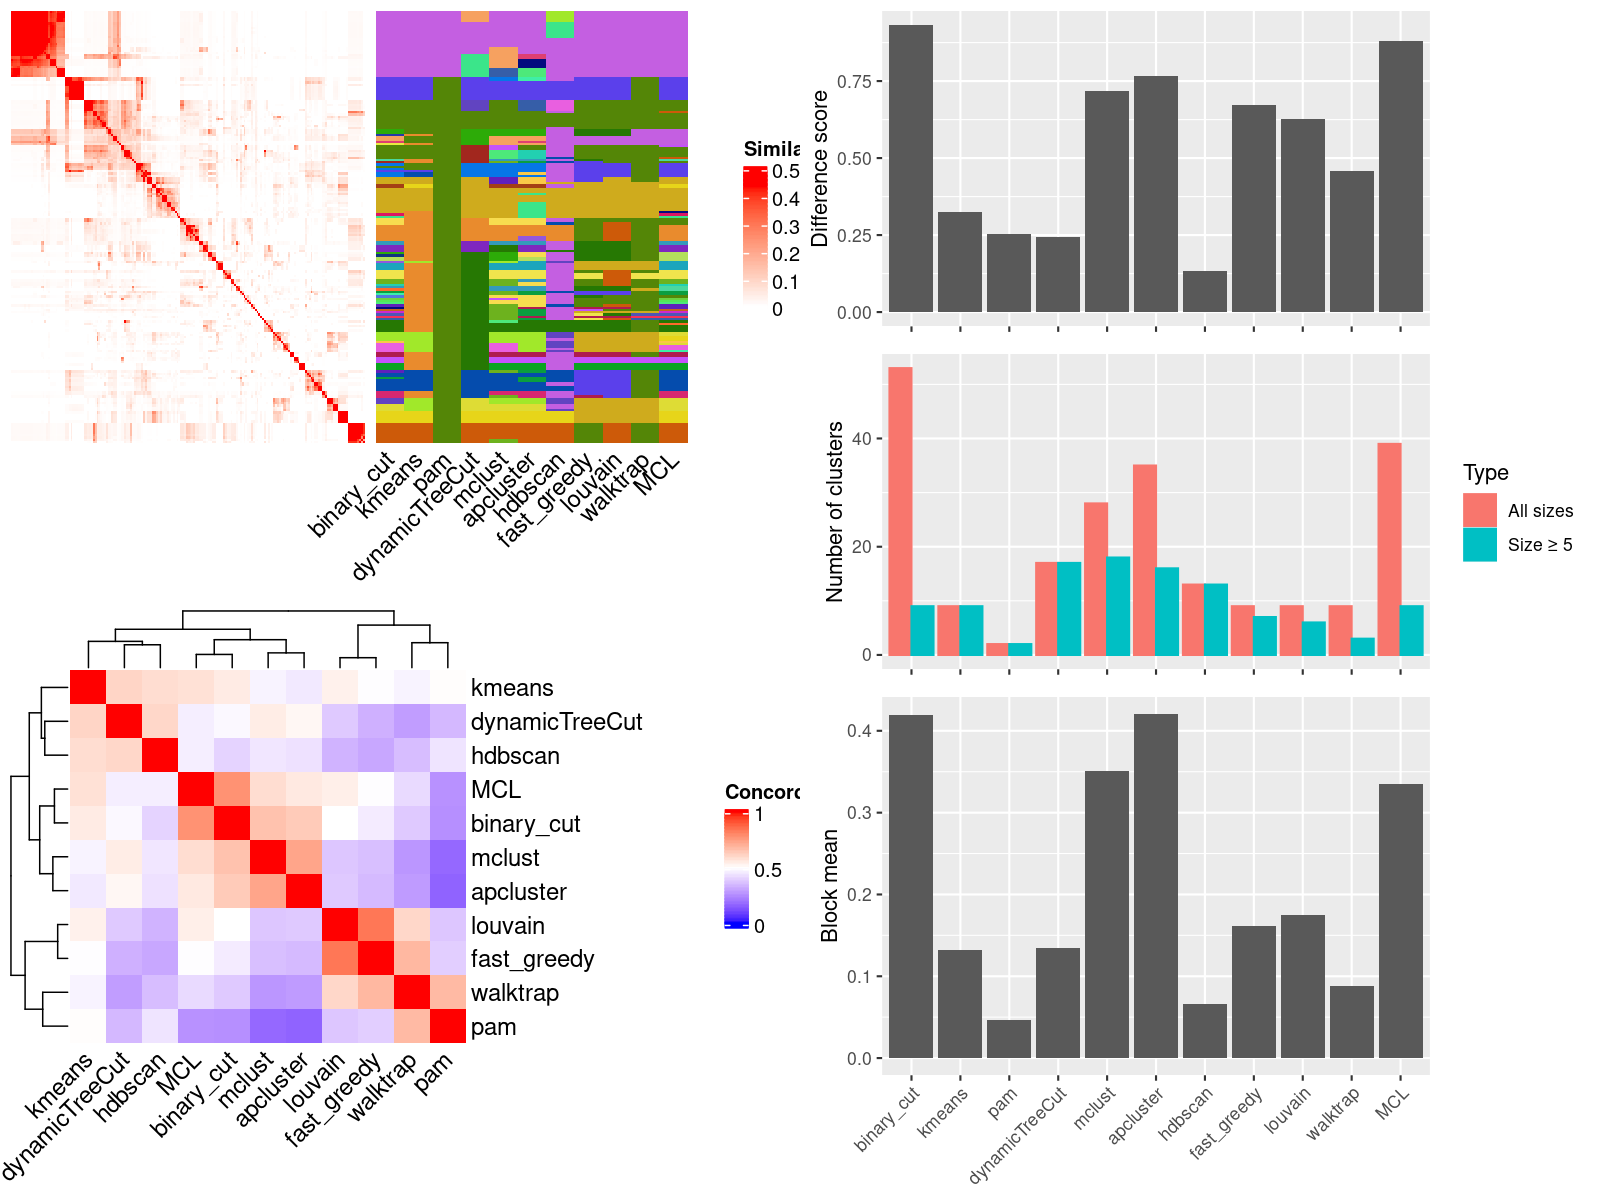 Simila
0.5
0.4
0.3
0.2
0.1
0
binary_cut
kmeans
pam
dynamicTreeCut
mclust
apcluster
hdbscan
fast_greedy
louvain
walktrap
MCL
kmeans
dynamicTreeCut
hdbscan
MCL
binary_cut
mclust
apcluster
louvain
fast_greedy
walktrap
pam
kmeans
dynamicTreeCut
hdbscan
MCL
binary_cut
mclust
apcluster
louvain
fast_greedy
walktrap
pam
Concord
1
0.5
0
Difference score
0.75
0.50
0.25
0.00
Number of clusters
40
20
0
Type
All sizes
Size ≥ 5
Block mean
0.4
0.3
0.2
0.1
0.0
binary_cut
kmeans
pam
dynamicTreeCut
mclust
apcluster
hdbscan
fast_greedy
louvain
walktrap
MCL